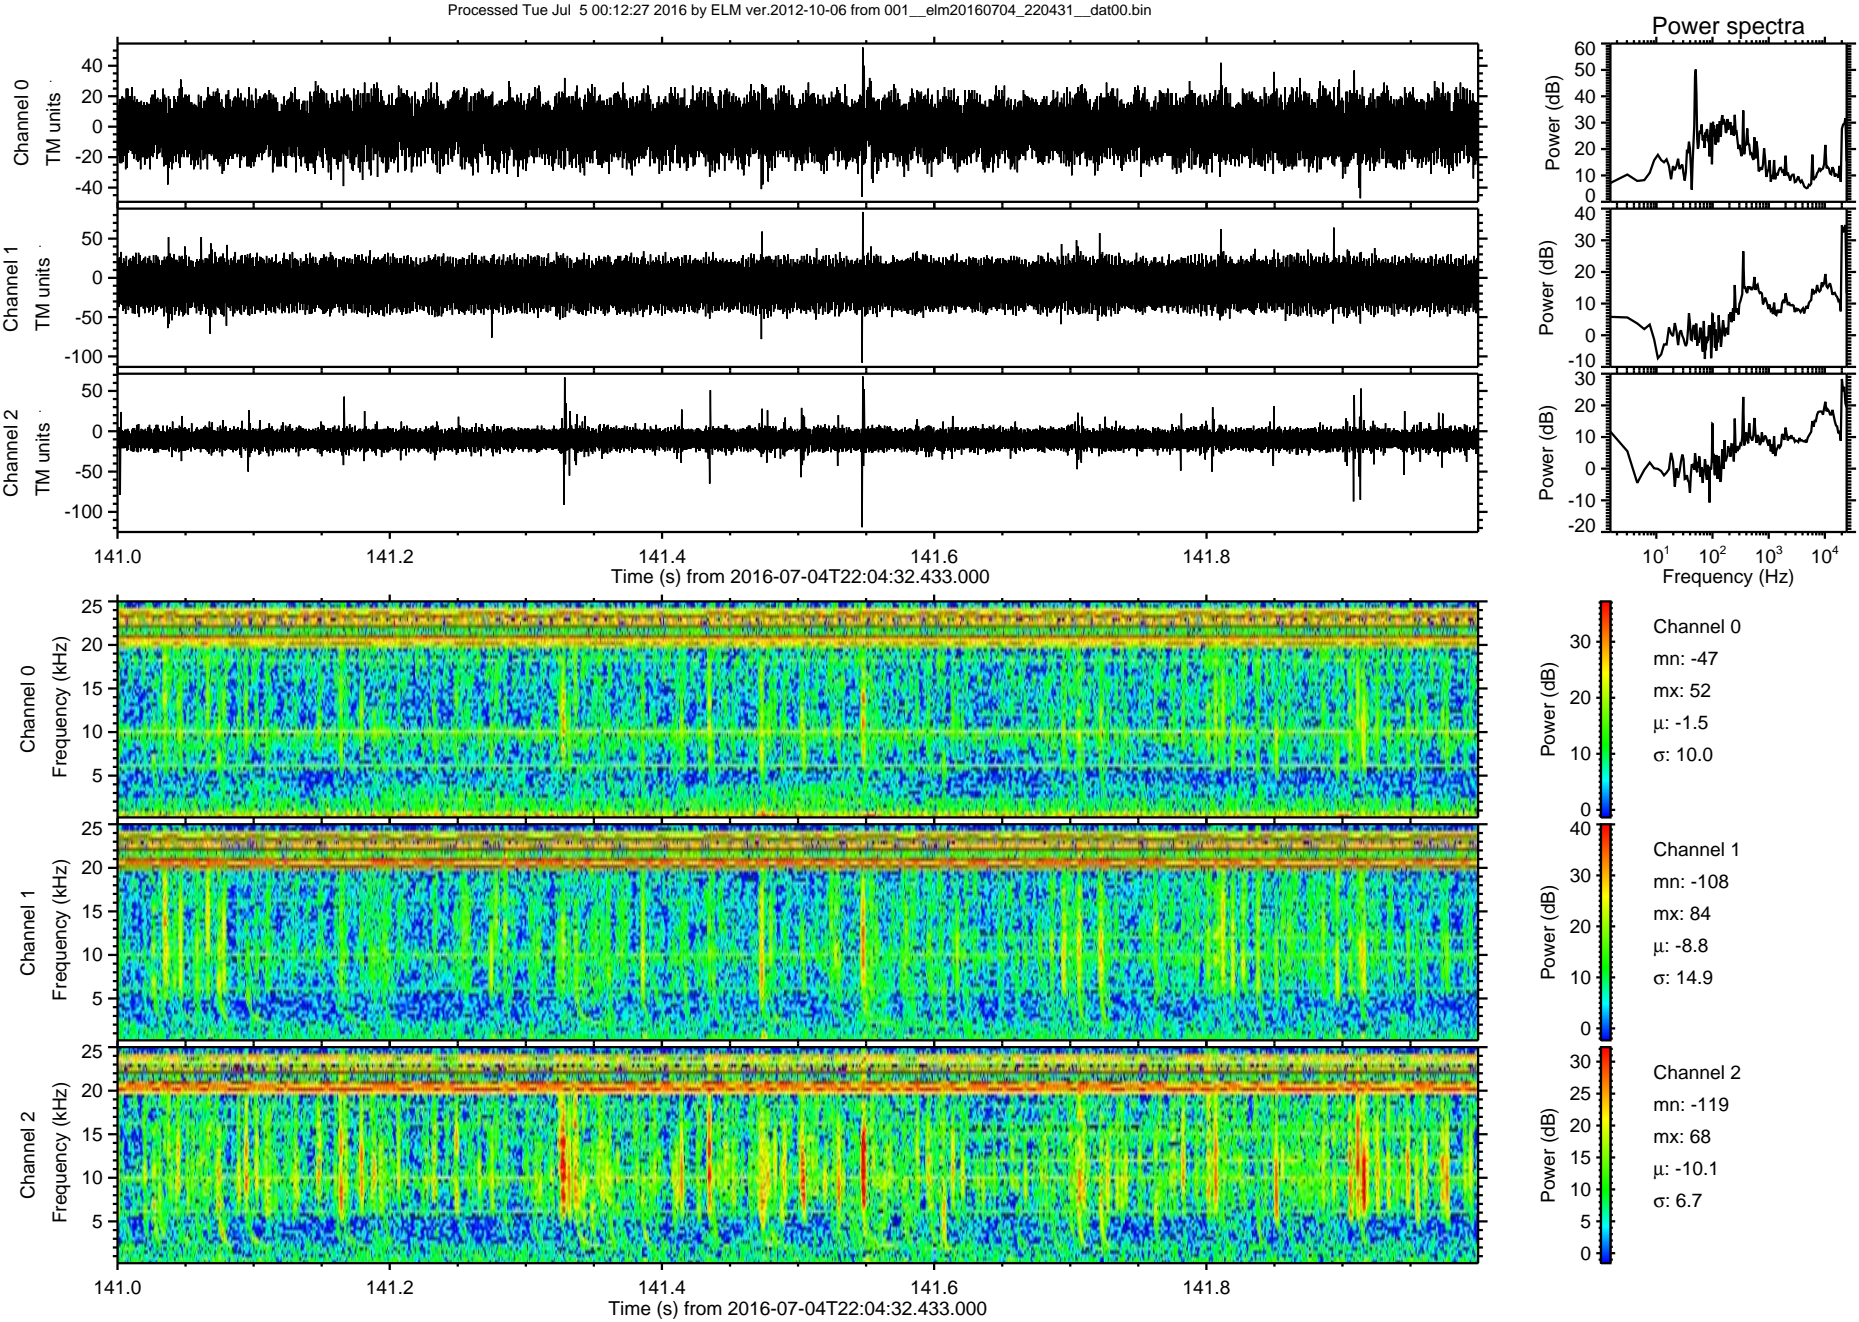 Processed Tue Jul  5 00:12:27 2016 by ELM ver.2012-10-06 from 001__elm20160704_220431__dat00.bin
Power spectra
Channel 0
TM units
40
20
0
-20
-40
Power (dB)
60
50
40
30
20
10
0
Channel 1
TM units
50
0
-50
-100
Power (dB)
40
30
20
10
0
-10
Channel 2
TM units
50
0
-50
-100
Power (dB)
30
20
10
0
-10
-20
141.0 141.2 141.4 141.6 141.8
Time (s) from 2016-07-04T22:04:32.433.000
10^1 10^2 10^3 10^4
Frequency (Hz)
Channel 0
Frequency (kHz)
25
20
15
10
5
Power (dB)
30
20
10
0
Channel 0
mn: -47
mx: 52
μ: -1.5
σ: 10.0
Channel 1
Frequency (kHz)
25
20
15
10
5
Power (dB)
40
30
20
10
0
Channel 1
mn: -108
mx: 84
μ: -8.8
σ: 14.9
Channel 2
Frequency (kHz)
25
20
15
10
5
Power (dB)
30
25
20
15
10
5
0
Channel 2
mn: -119
mx: 68
μ: -10.1
σ: 6.7
141.0 141.2 141.4 141.6 141.8
Time (s) from 2016-07-04T22:04:32.433.000